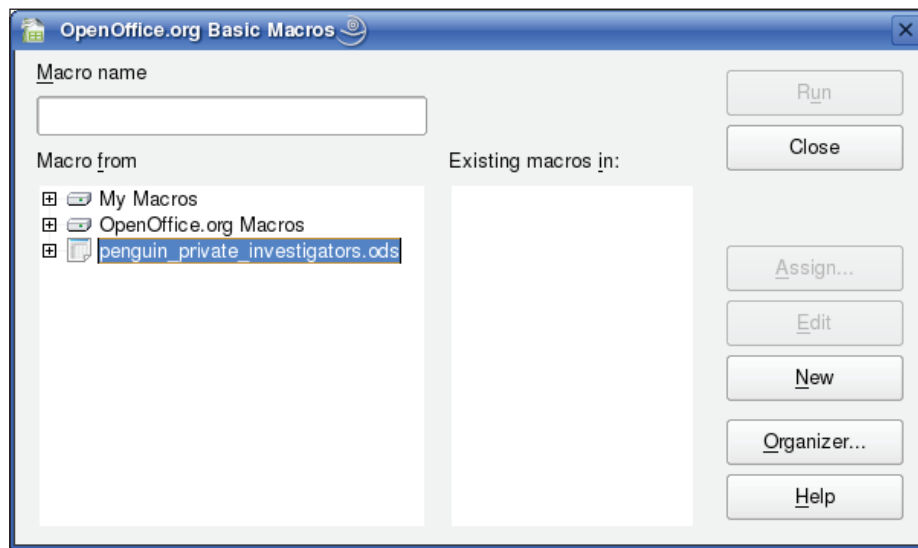 OpenOffice.org Basic Macros
Macro name
Run
Close
Macro from
Existing macros in:
My Macros
OpenOffice.org Macros
penguin_private_investigators.ods
Assign...
Edit
New
Organizer...
Help